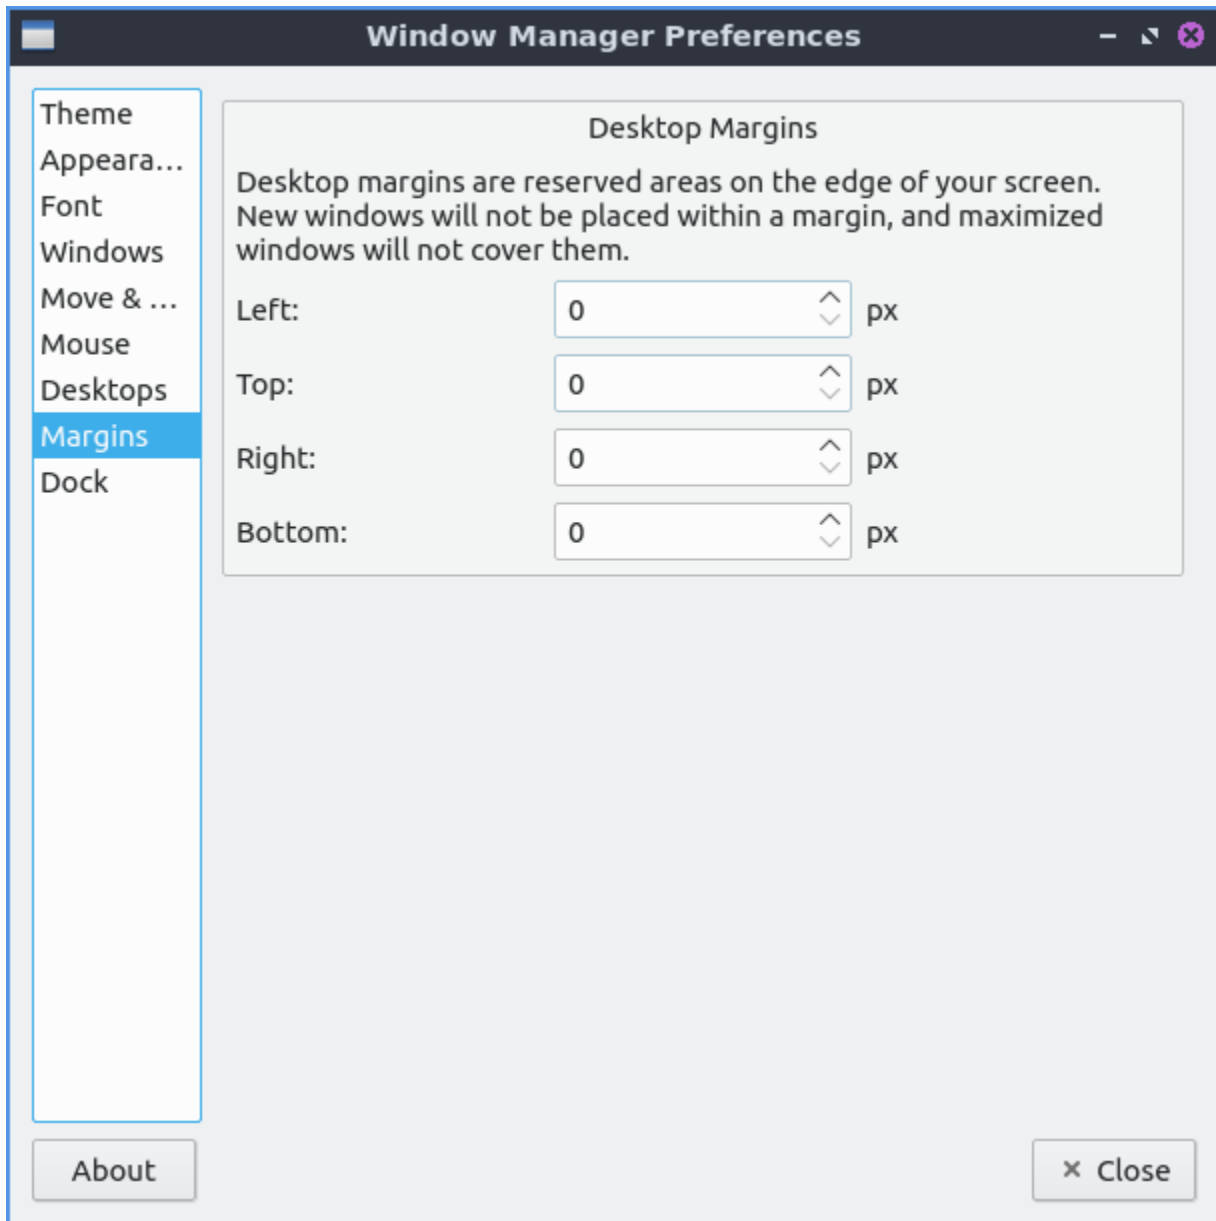 Window Manager Preferences
Theme
Appeara...
Font
Windows
Move & ...
Mouse
Desktops
Margins
Dock
Desktop Margins
Desktop margins are reserved areas on the edge of your screen.
New windows will not be placed within a margin, and maximized
windows will not cover them.
Left: 0 px
Top: 0 px
Right: 0 px
Bottom: 0 px
About
Close